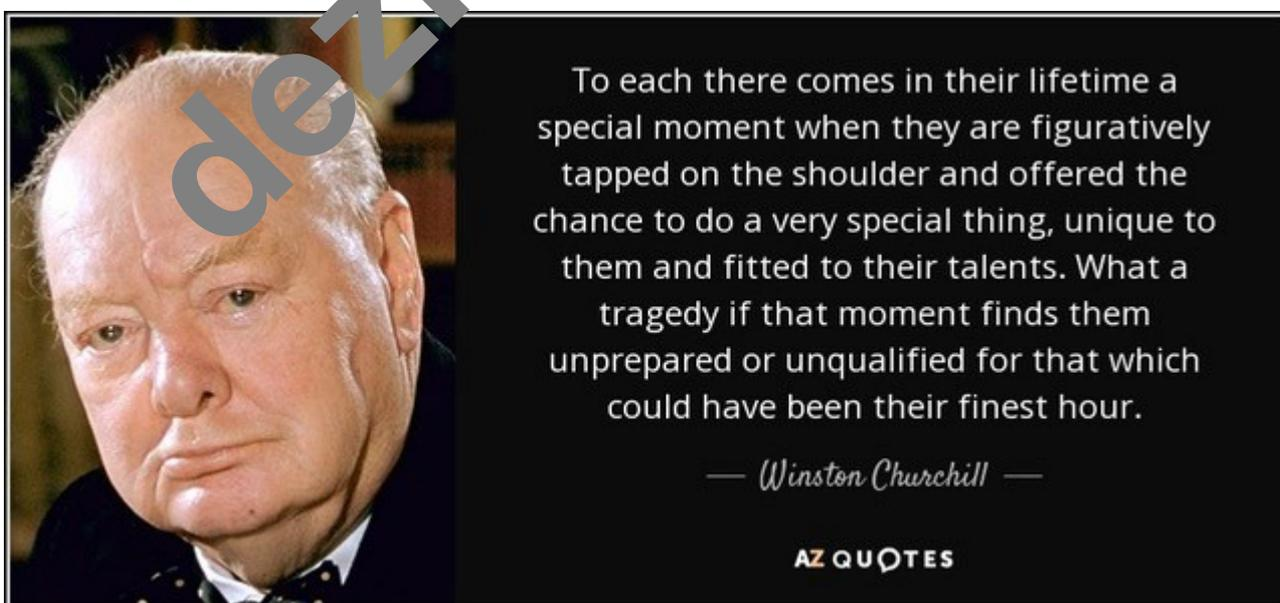 dez
To each there comes in their lifetime a
special moment when they are figuratively
tapped on the shoulder and offered the
chance to do a very special thing, unique to
them and fitted to their talents. What a
tragedy if that moment finds them
unprepared or unqualified for that which
could have been their finest hour.
— Winston Churchill —
AZ QUOTES